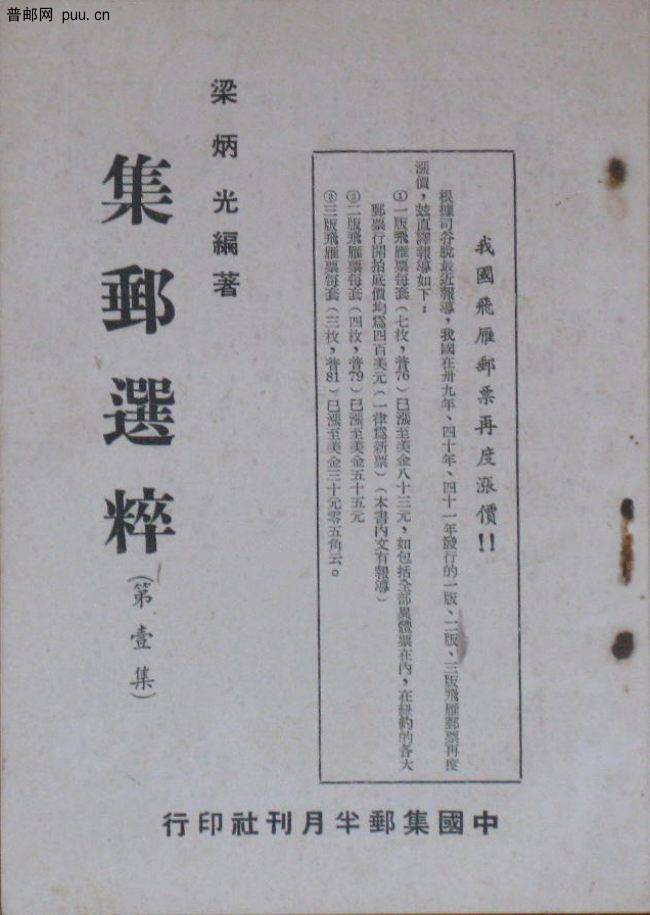 普邮网 puu.cn
我國飛雁郵票再度漲價!!
根據司谷脫最近報導，我國在卅九年、四十年、四十一年發行的一版、二版、三版飛雁郵票再度
漲價，玆直譯報導如下：
①一版飛雁票每套（七枚，普76）已漲至美金八十三元，如包括全部異體票在內，在紐約的各大
郵票行開拍底價均爲四百美元（一律爲新票）（本書內文有報導）
②二版飛雁票每套（四枚，普79）已漲至美金五十五元
③三版飛雁票每套（三枚，普81）已漲至美金三十元零五角云。
梁炳光編著
集郵選粹（第壹集）
中國集郵半月刊社印行